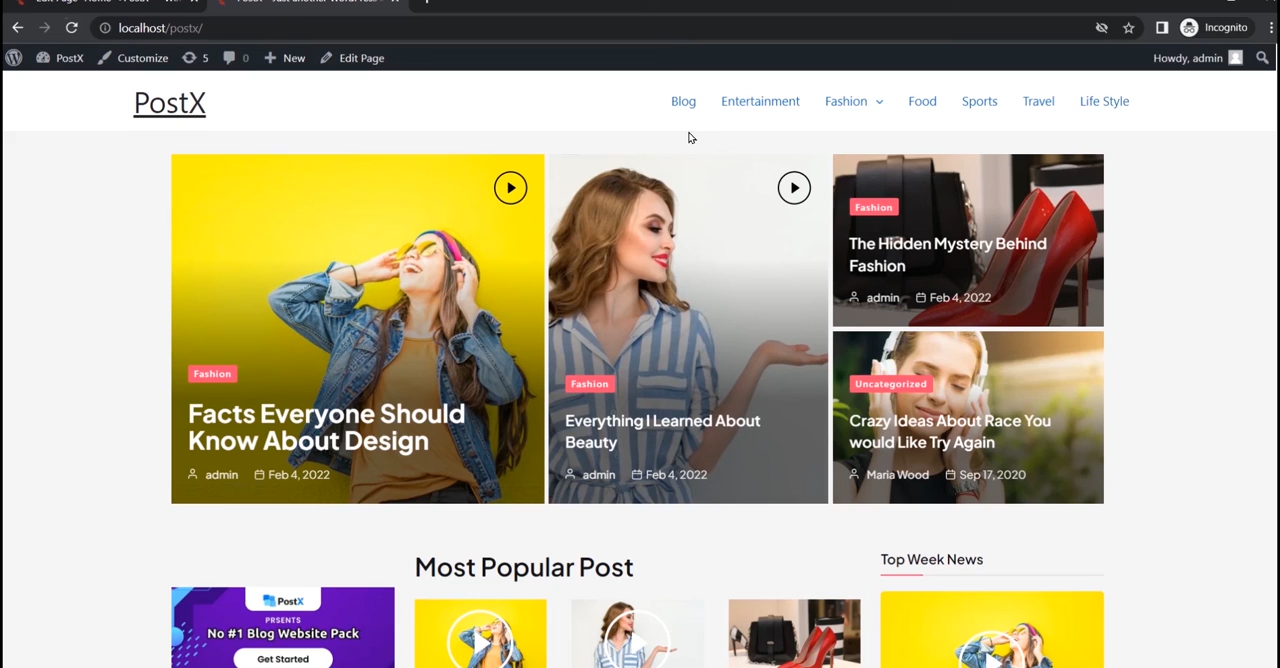 localhost/postx/
Incognito
PostX Customize 5 0 New Edit Page
Howdy, admin
PostX
Blog Entertainment Fashion Food Sports Travel Life Style
Fashion
Facts Everyone Should
Know About Design
admin Feb 4, 2022
Fashion
Everything I Learned About
Beauty
admin Feb 4, 2022
Fashion
The Hidden Mystery Behind
Fashion
admin Feb 4, 2022
Uncategorized
Crazy Ideas About Race You
would Like Try Again
Maria Wood Sep 17, 2020
PostX
PRSENTS
No #1 Blog Website Pack
Get Started
Most Popular Post
Top Week News